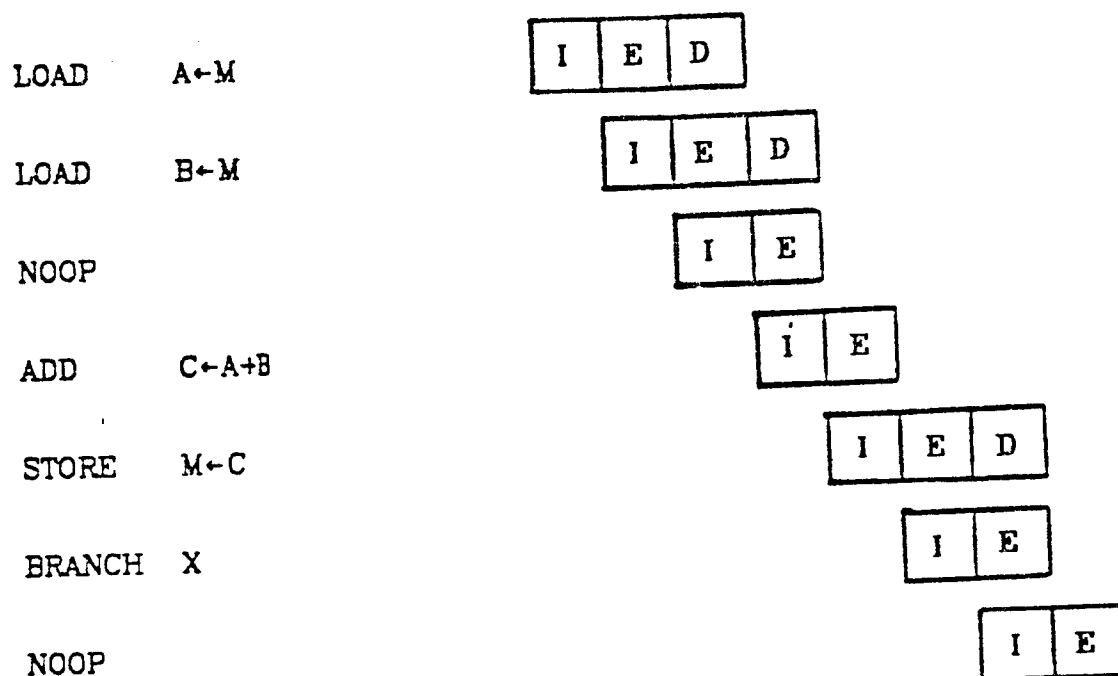 LOAD A←M I E D
LOAD B←M I E D
NOOP I E
ADD C←A+B I E
STORE M←C I E D
BRANCH X I E
NOOP I E